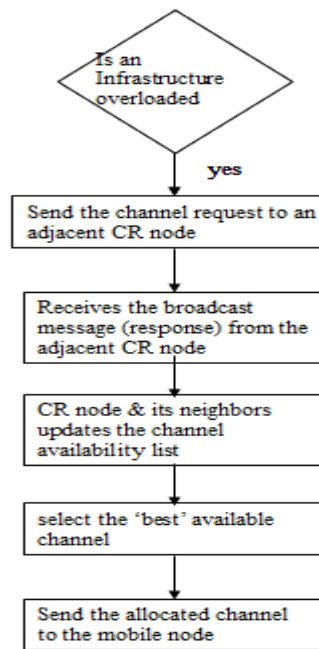 Is an
Infrastructure
overloaded
yes
Send the channel request to an
adjacent CR node
Receives the broadcast
message (response) from the
adjacent CR node
CR node & its neighbors
updates the channel
availability list
select the ‘best’ available
channel
Send the allocated channel
to the mobile node